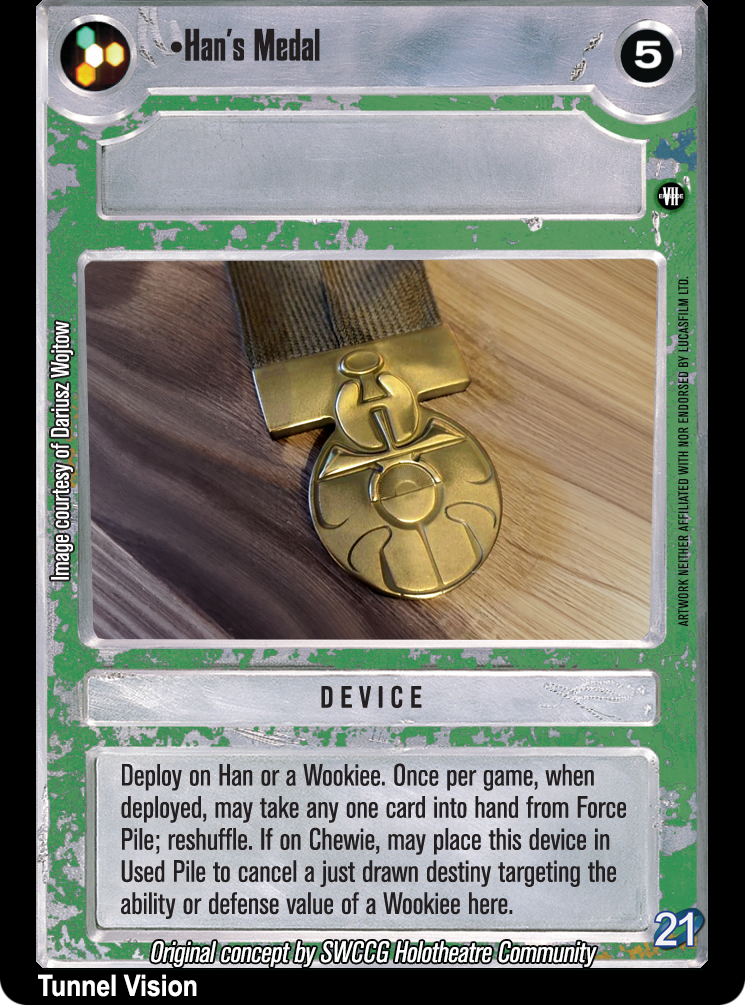 •Han's Medal
5
EPISODE
VII
Image courtesy of Dariusz Wojtow
ARTWORK NEITHER AFFILIATED WITH NOR ENDORSED BY LUCASFILM LTD.
DEVICE
Deploy on Han or a Wookiee. Once per game, when
deployed, may take any one card into hand from Force
Pile; reshuffle. If on Chewie, may place this device in
Used Pile to cancel a just drawn destiny targeting the
ability or defense value of a Wookiee here.
21
Original concept by SWCCG Holotheatre Community
Tunnel Vision